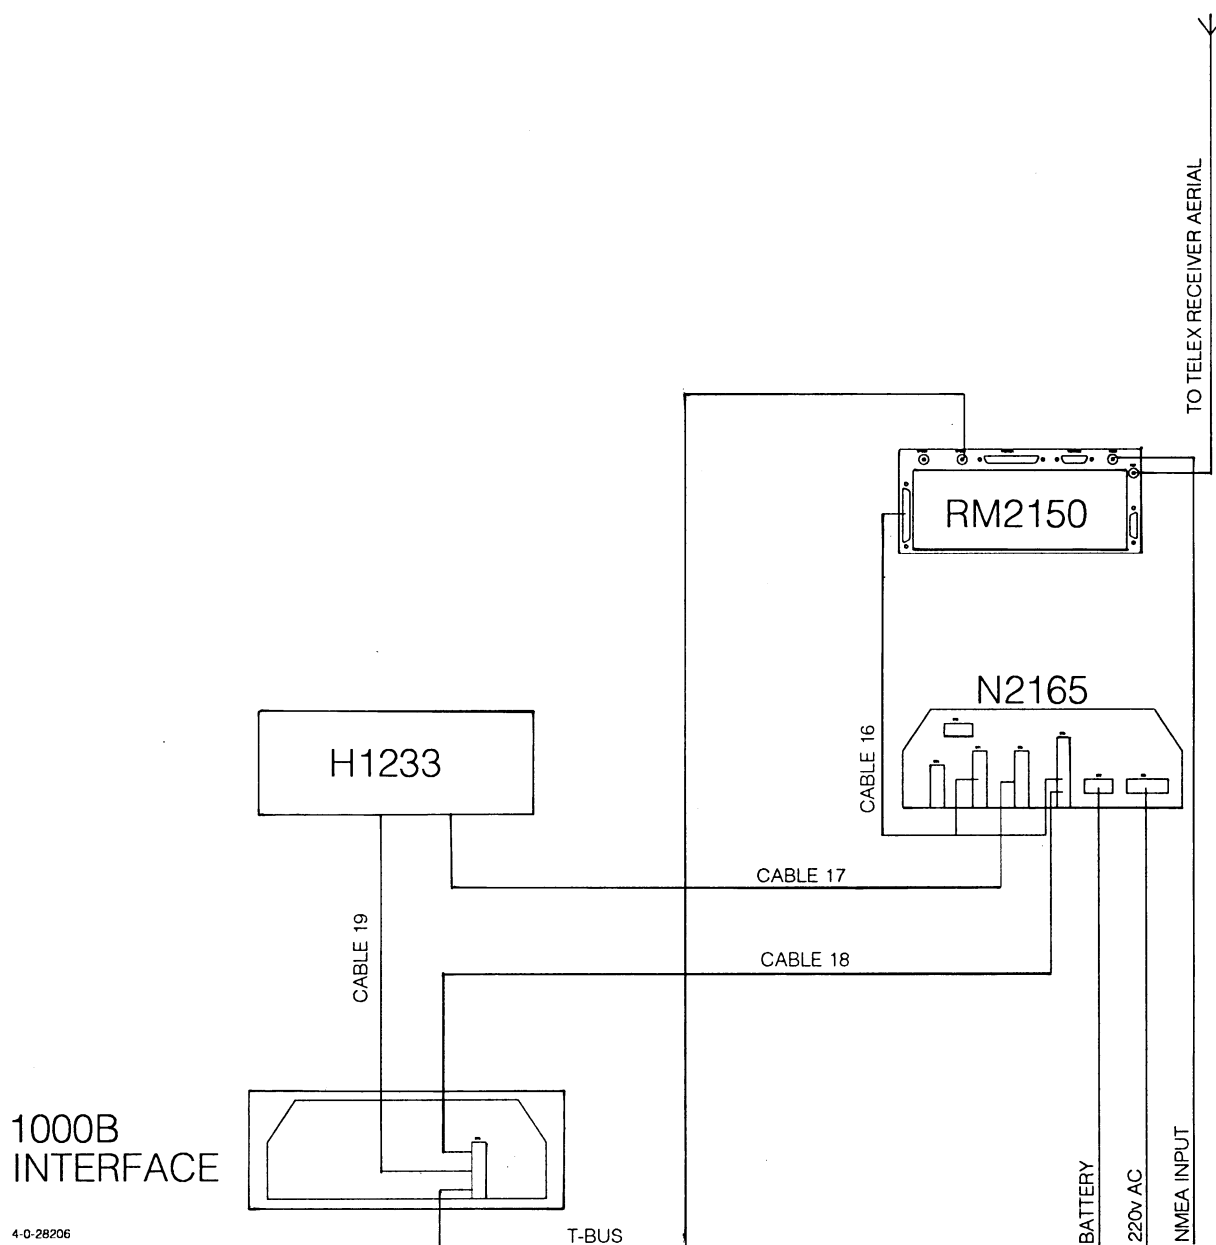 TO TELEX RECEIVER AERIAL
RM2150
N2165
CABLE 16
H1233
CABLE 17
CABLE 19
CABLE 18
1000B
INTERFACE
BATTERY
220v AC
NMEA INPUT
4-0-28206
T-BUS